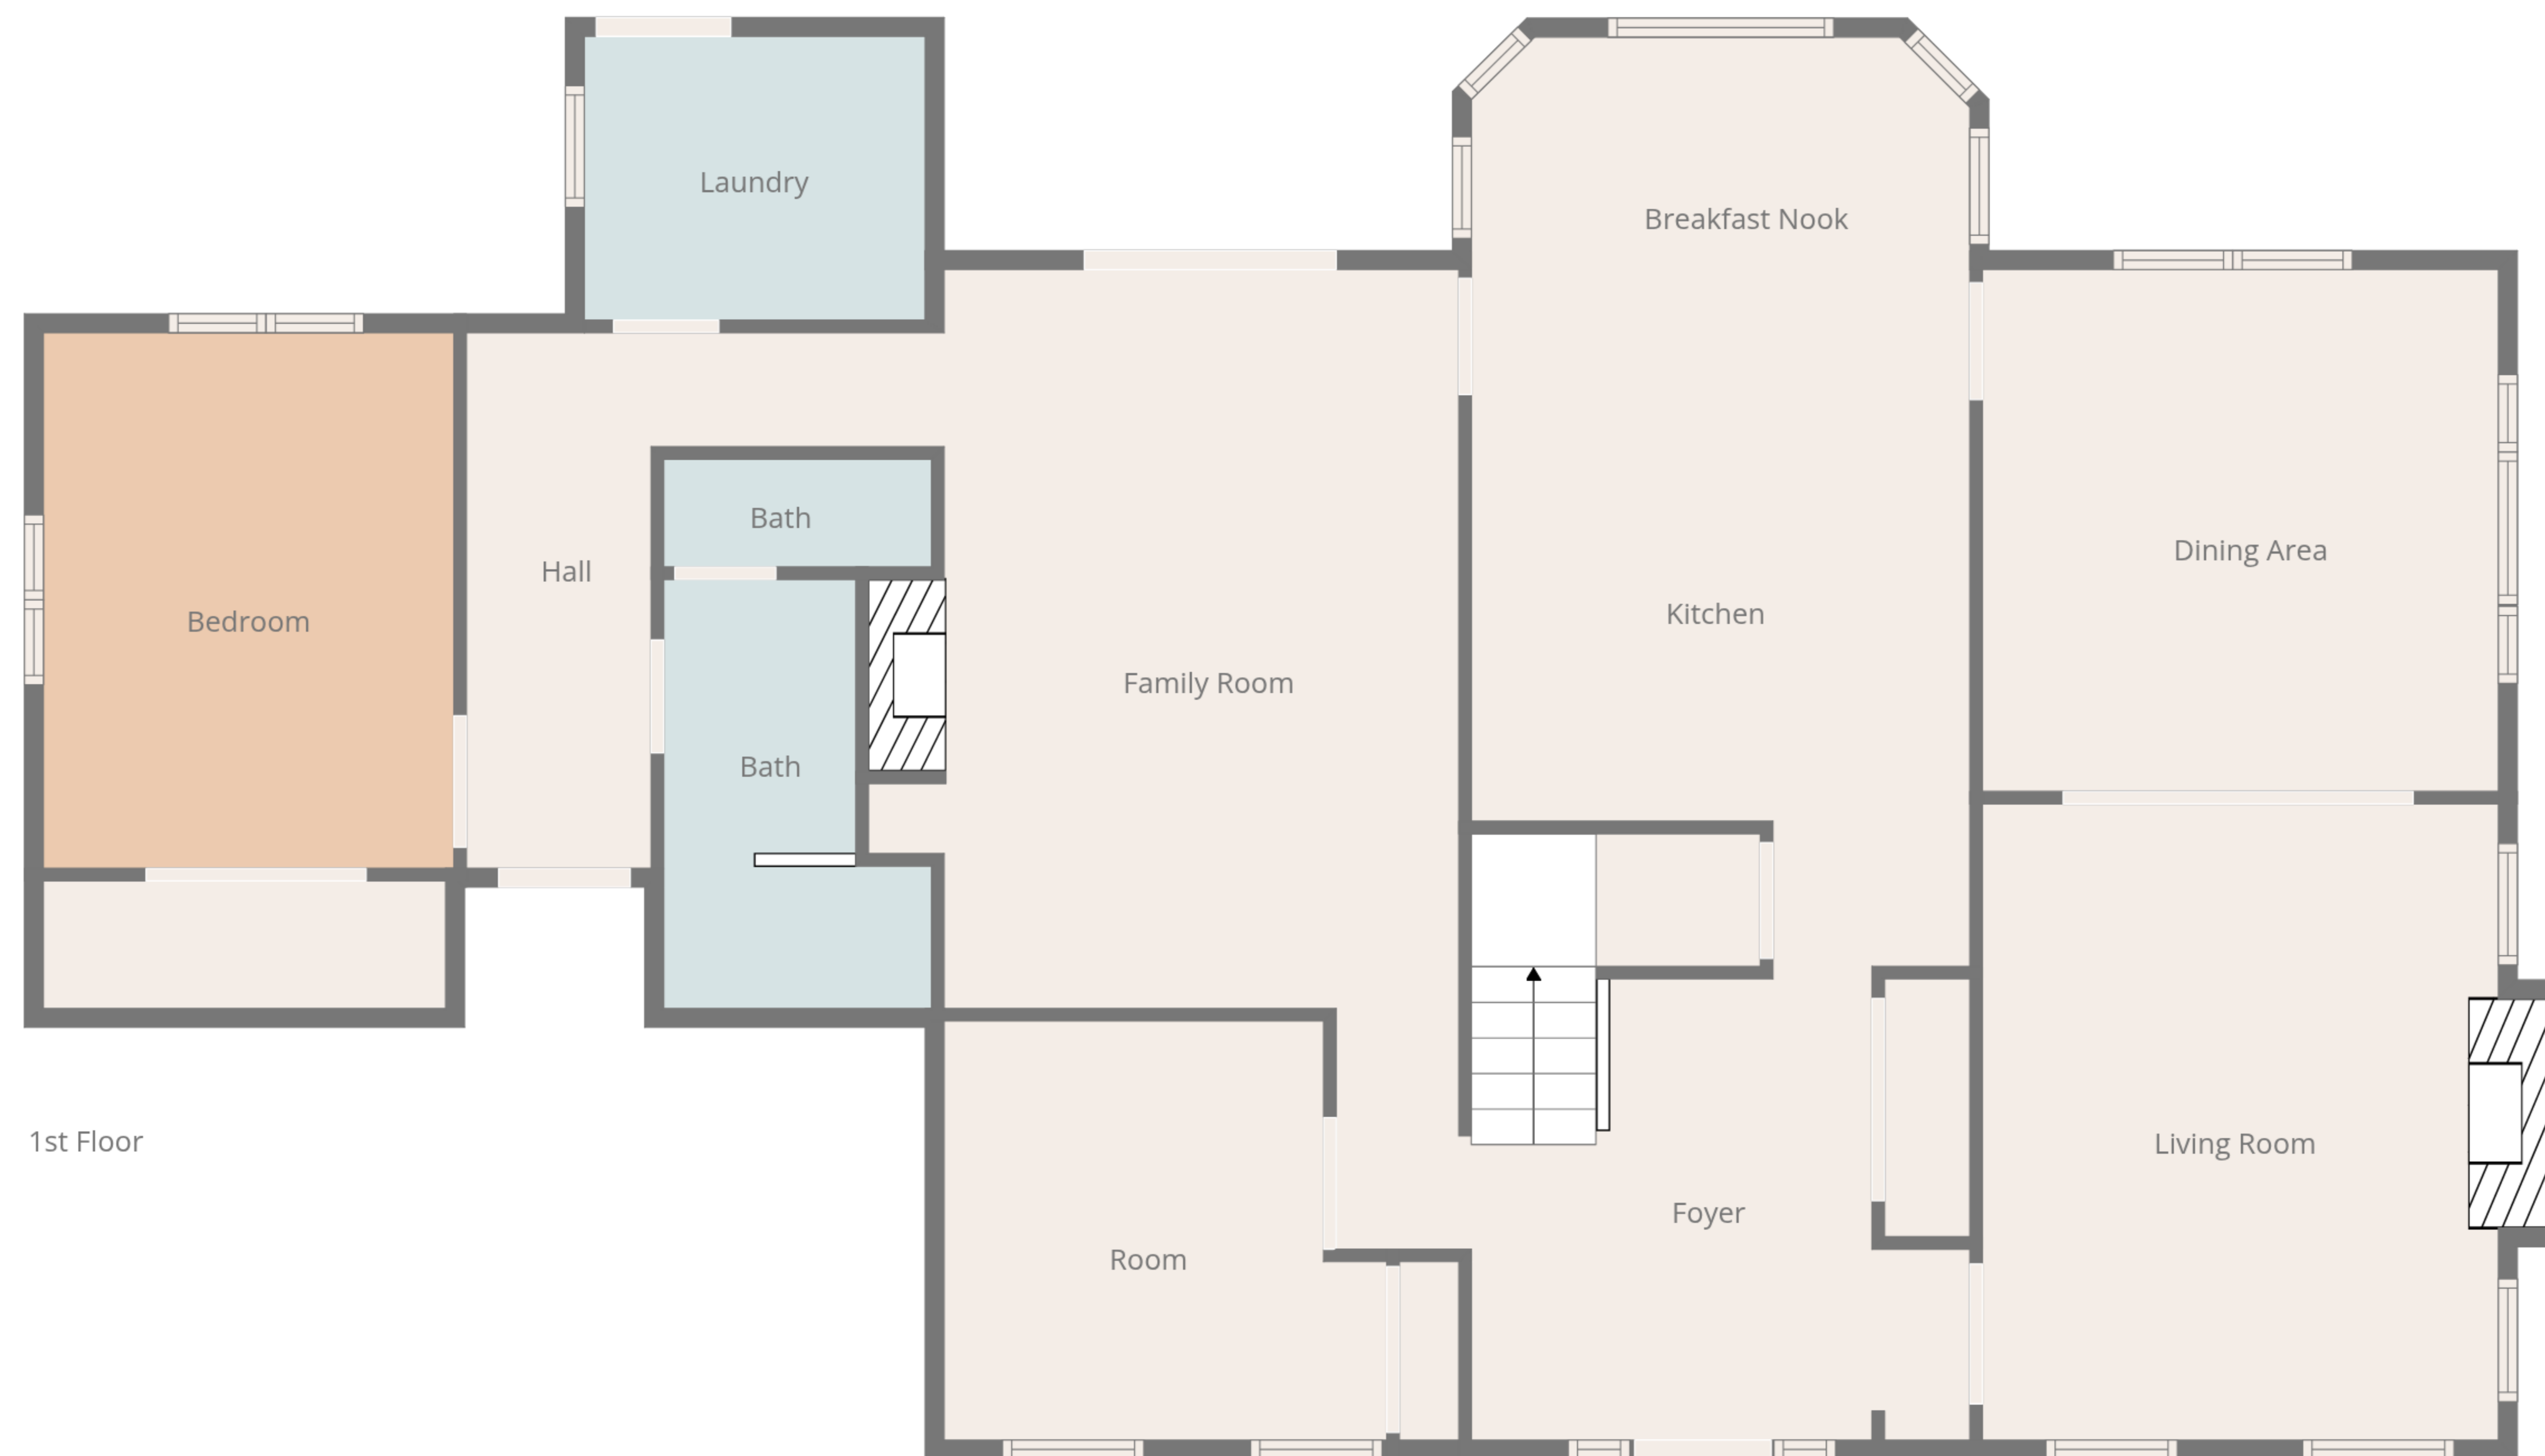 Laundry
Breakfast Nook
Bath
Dining Area
Hall
Kitchen
Bedroom
Family Room
Bath
1st Floor
Living Room
Foyer
Room